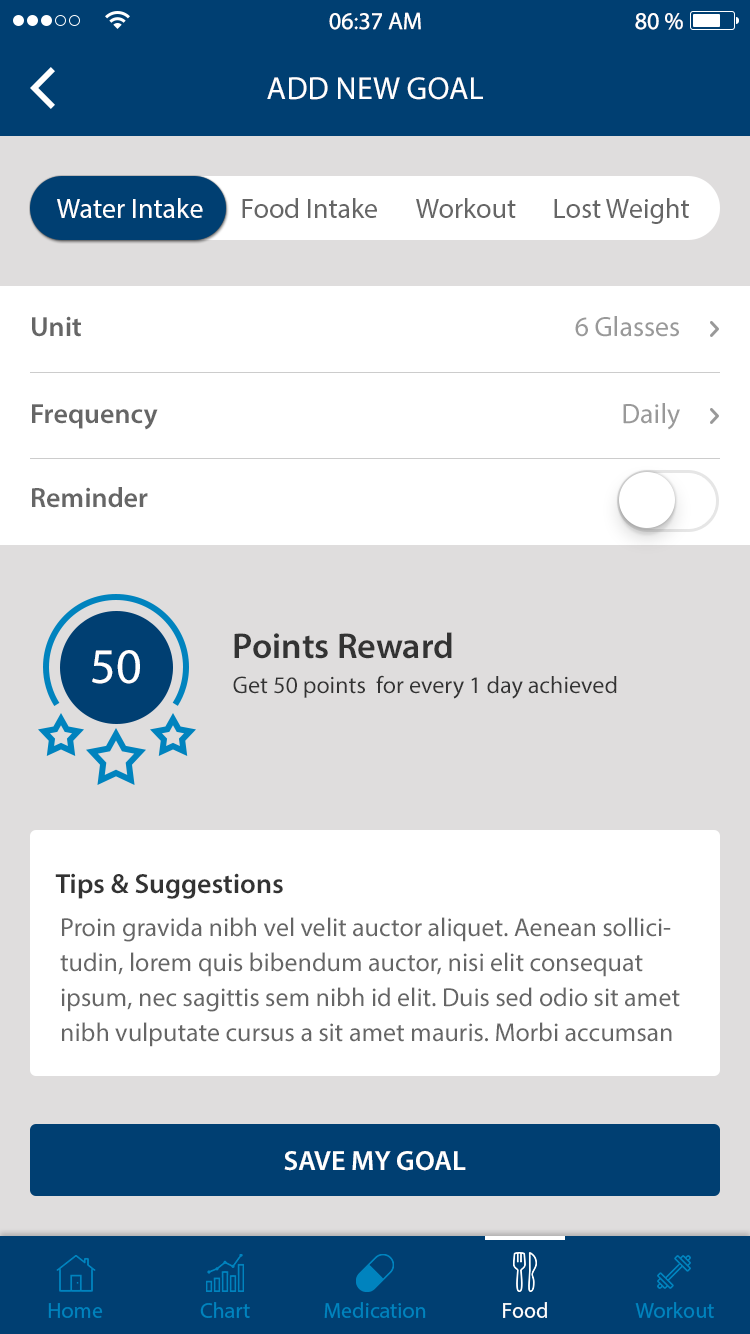 06:37 AM 80 %
ADD NEW GOAL
Water Intake Food Intake Workout Lost Weight
Unit 6 Glasses
Frequency Daily
Reminder
50
Points Reward
Get 50 points for every 1 day achieved
Tips & Suggestions
Proin gravida nibh vel velit auctor aliquet. Aenean sollici-
tudin, lorem quis bibendum auctor, nisi elit consequat
ipsum, nec sagittis sem nibh id elit. Duis sed odio sit amet
nibh vulputate cursus a sit amet mauris. Morbi accumsan
SAVE MY GOAL
Home Chart Medication Food Workout